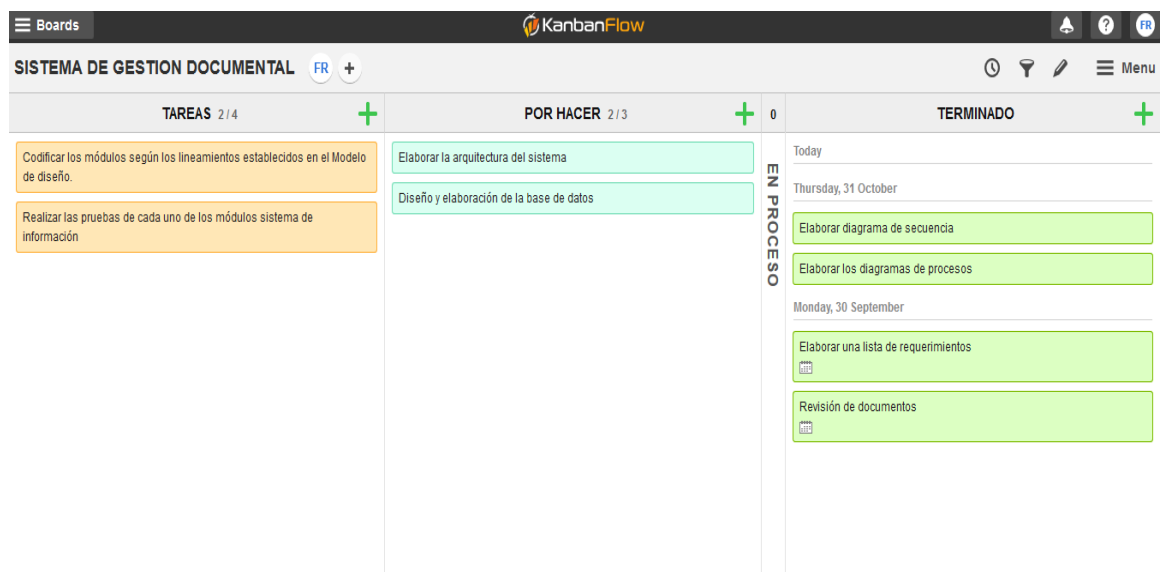 Boards
KanbanFlow
FR
SISTEMA DE GESTION DOCUMENTAL FR +
Menu
TAREAS 2/4
Codificar los módulos según los lineamientos establecidos en el Modelo
de diseño.
Realizar las pruebas de cada uno de los módulos sistema de
información
POR HACER 2/3
Elaborar la arquitectura del sistema
Diseño y elaboración de la base de datos
0
EN PROCESO
TERMINADO
Today
Thursday, 31 October
Elaborar diagrama de secuencia
Elaborar los diagramas de procesos
Monday, 30 September
Elaborar una lista de requerimientos
Revisión de documentos